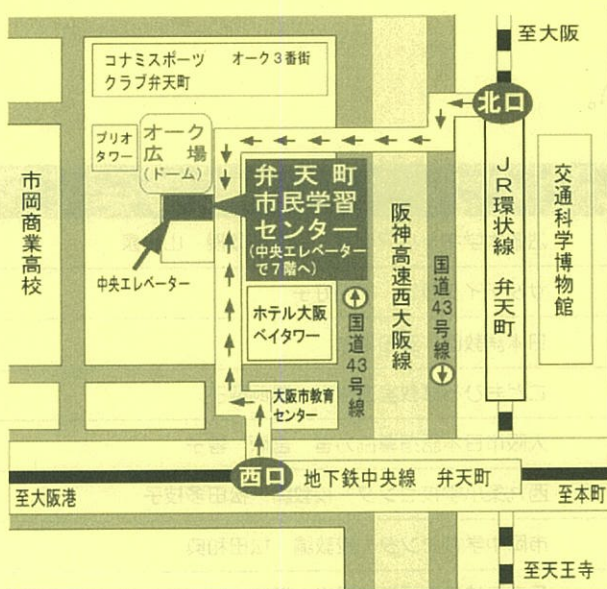 至大阪
コナミスポーツ オーク3番街
クラブ弁天町
北口
プリオ
タワー
オーク
広場
(ドーム)
弁天町
市民学習
センター
(中央エレベーター
で7階へ)
市岡商業高校
中央エレベーター
阪神高速西大阪線
JR環状線 弁天町
交通科学博物館
国道43号線
ホテル大阪
ベイタワー
国道43号線
大阪市教育
センター
西口
地下鉄中央線 弁天町
至大阪港
至本町
至天王寺